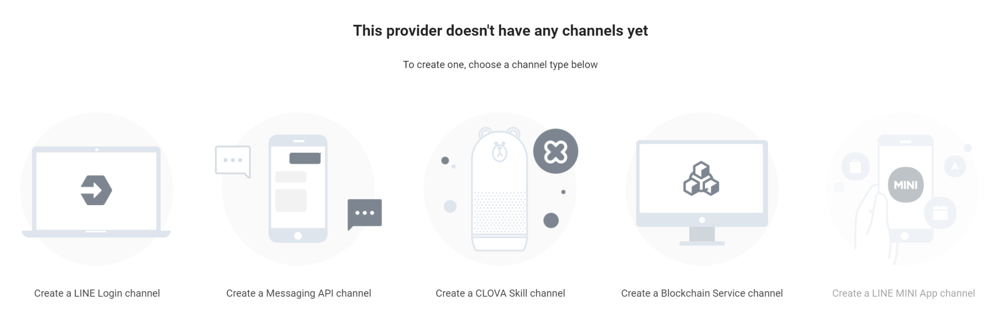 This provider doesn't have any channels yet
To create one, choose a channel type below
MINI
Create a LINE Login channel
Create a Messaging API channel
Create a CLOVA Skill channel
Create a Blockchain Service channel
Create a LINE MINI App channel